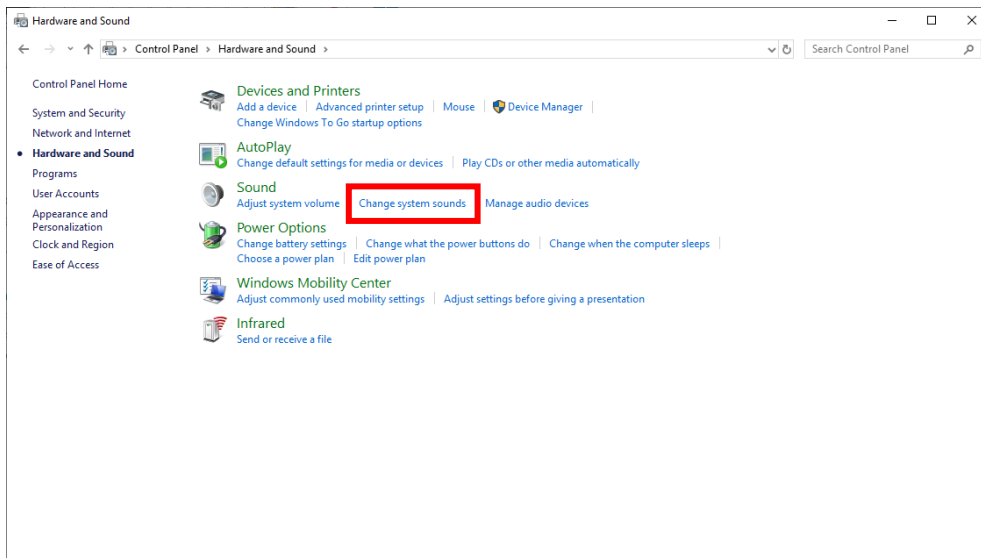 Hardware and Sound
Control Panel > Hardware and Sound >
Search Control Panel
Control Panel Home
System and Security
Network and Internet
Hardware and Sound
Programs
User Accounts
Appearance and
Personalization
Clock and Region
Ease of Access
Devices and Printers
Add a device | Advanced printer setup | Mouse | Device Manager |
Change Windows To Go startup options
AutoPlay
Change default settings for media or devices | Play CDs or other media automatically
Sound
Adjust system volume | Change system sounds | Manage audio devices
Power Options
Change battery settings | Change what the power buttons do | Change when the computer sleeps |
Choose a power plan | Edit power plan
Windows Mobility Center
Adjust commonly used mobility settings | Adjust settings before giving a presentation
Infrared
Send or receive a file